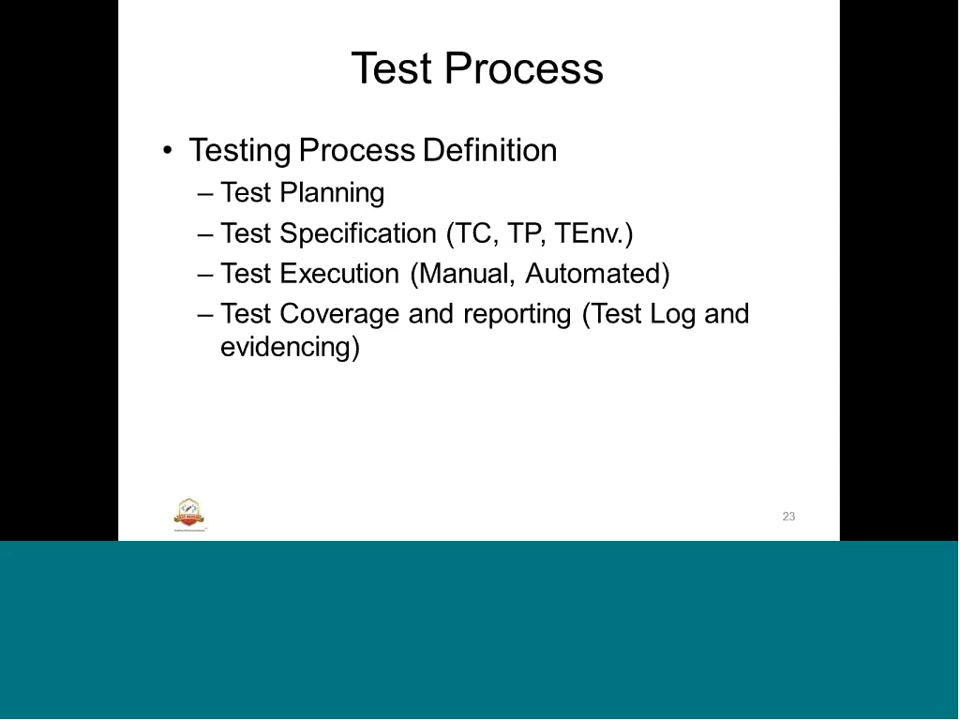 Test Process
• Testing Process Definition
– Test Planning
– Test Specification (TC, TP, TEnv.)
– Test Execution (Manual, Automated)
– Test Coverage and reporting (Test Log and
evidencing)
23